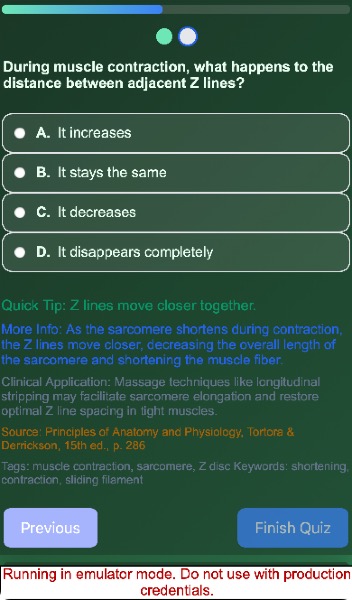 During muscle contraction, what happens to the
distance between adjacent Z lines?
A. It increases
B. It stays the same
C. It decreases
D. It disappears completely
Quick Tip: Z lines move closer together.
More Info: As the sarcomere shortens during contraction,
the Z lines move closer, decreasing the overall length of
the sarcomere and shortening the muscle fiber.
Clinical Application: Massage techniques like longitudinal
stripping may facilitate sarcomere elongation and restore
optimal Z line spacing in tight muscles.
Source: Principles of Anatomy and Physiology, Tortora &
Derrickson, 15th ed., p. 286
Tags: muscle contraction, sarcomere, Z disc Keywords: shortening,
contraction, sliding filament
Previous
Finish Quiz
Running in emulator mode. Do not use with production
credentials.